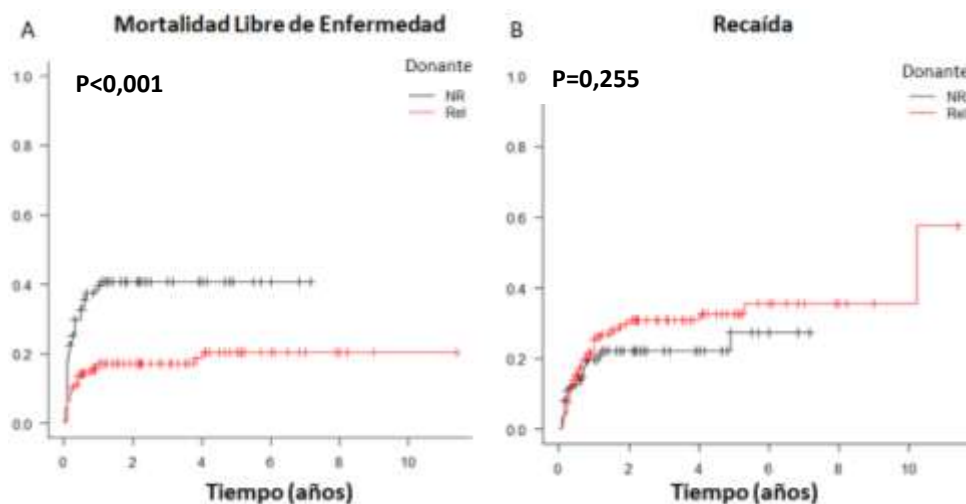 A
Mortalidad Libre de Enfermedad
P<0,001
Donante
NR
Rel
1.0
0.8
0.6
0.4
0.2
0.0
0
2
4
6
8
10
Tiempo (años)
B
Recaída
P=0,255
Donante
NR
Rel
1.0
0.8
0.6
0.4
0.2
0.0
0
2
4
6
8
10
Tiempo (años)